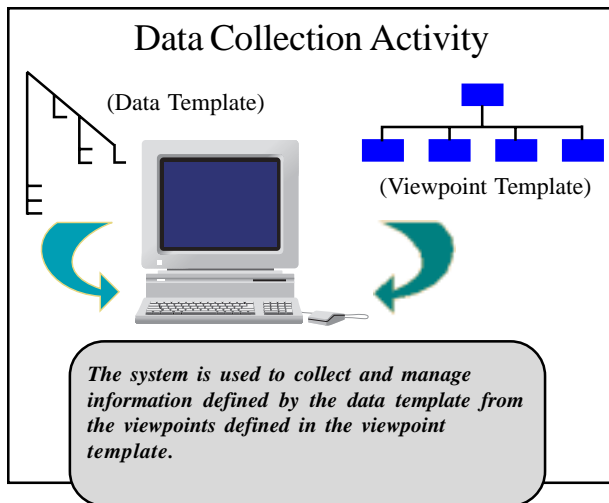 Data Collection Activity
(Data Template)
(Viewpoint Template)
The system is used to collect and manage
information defined by the data template from
the viewpoints defined in the viewpoint
template.